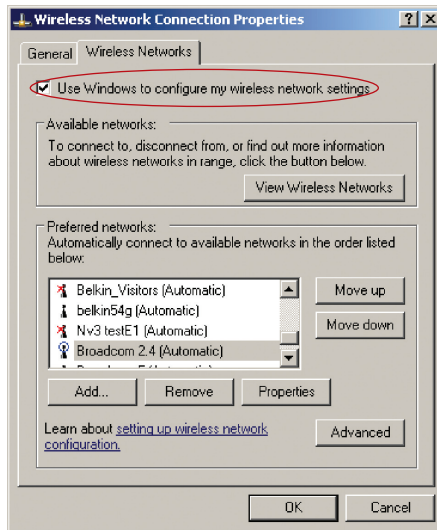 Wireless Network Connection Properties
General
Wireless Networks
Use Windows to configure my wireless network settings
Available networks:
To connect to, disconnect from, or find out more information
about wireless networks in range, click the button below.
View Wireless Networks
Preferred networks:
Automatically connect to available networks in the order listed
below:
Belkin_Visitors (Automatic)
belkin54g (Automatic)
Nv3 testE1 (Automatic)
Broadcom 2.4 (Automatic)
Move up
Move down
Add...
Remove
Properties
Learn about setting up wireless network
configuration.
Advanced
OK
Cancel